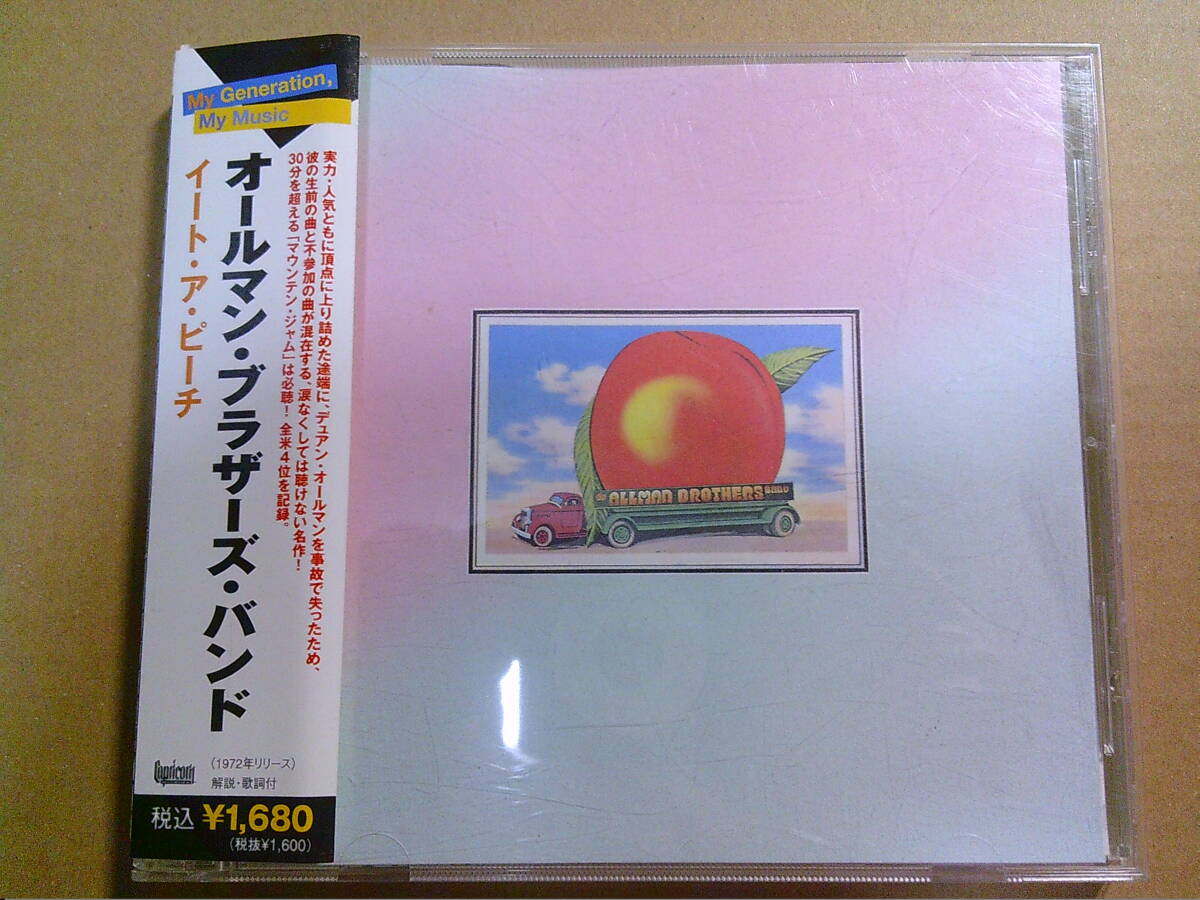 My Generation,
My Music
実力・人気ともに頂点に上り詰めた途端に、デュアン・オールマンを事故で失ったため、
彼の生前の曲と不参加の曲が混在する、涙なくしては聴けない名作！
30分を超える「マウンテン・ジャム」は必聴！全米4位を記録。
オールマン・ブラザーズ・バンド
イート・ア・ピーチ
Capricorn
（1972年リリース）
解説・歌詞付
税込 ¥1,680
（税抜¥1,600）
the ALLMAN BROTHERS BAND